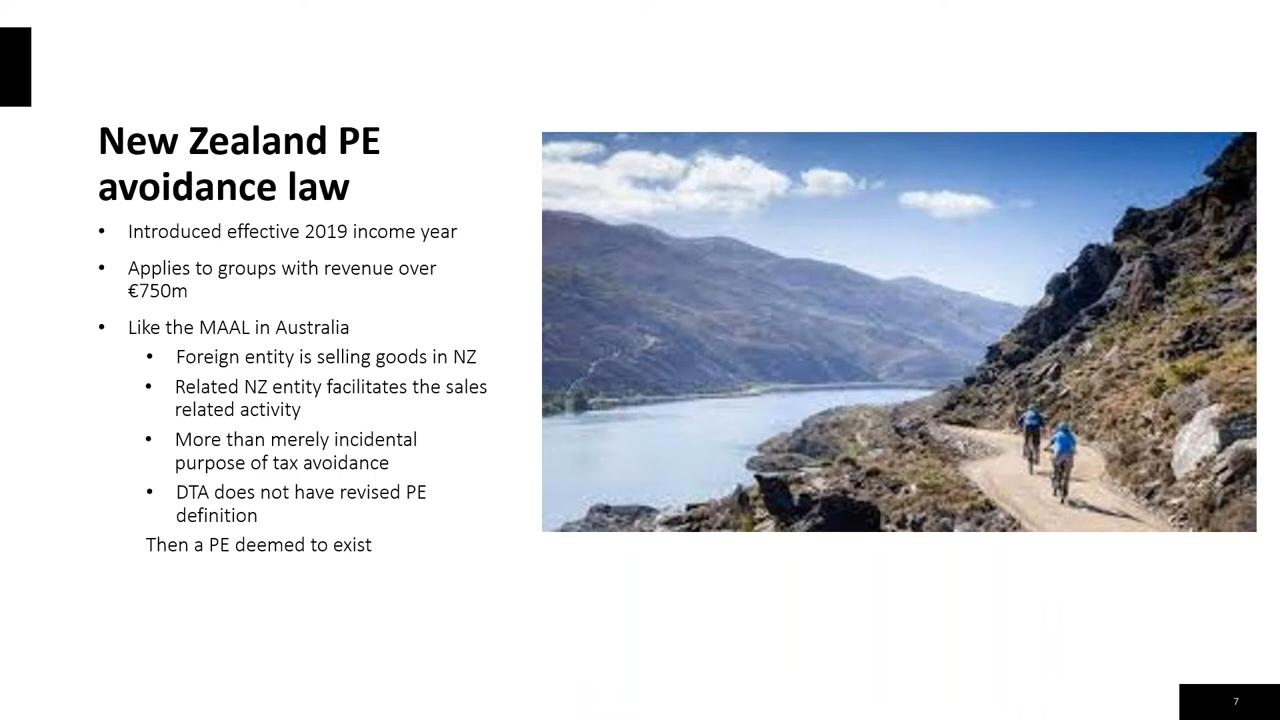 New Zealand PE
avoidance law
• Introduced effective 2019 income year
• Applies to groups with revenue over
€750m
• Like the MAAL in Australia
• Foreign entity is selling goods in NZ
• Related NZ entity facilitates the sales
related activity
• More than merely incidental
purpose of tax avoidance
• DTA does not have revised PE
definition
Then a PE deemed to exist
7